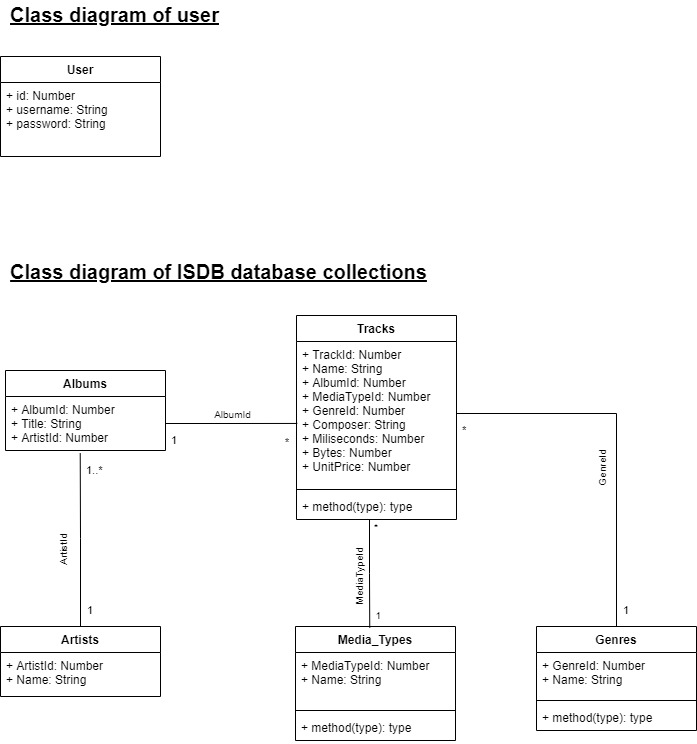 Class diagram of user
User
+ id: Number
+ username: String
+ password: String
Class diagram of ISDB database collections
Tracks
+ TrackId: Number
+ Name: String
+ AlbumId: Number
+ MediaTypeId: Number
+ GenreId: Number
+ Composer: String
+ Miliseconds: Number
+ Bytes: Number
+ UnitPrice: Number
+ method(type): type
Albums
+ AlbumId: Number
+ Title: String
+ ArtistId: Number
AlbumId
1
*
*
GenreId
1
1..*
ArtistId
1
*
MediaTypeId
1
Artists
+ ArtistId: Number
+ Name: String
Media_Types
+ MediaTypeId: Number
+ Name: String
+ method(type): type
Genres
+ GenreId: Number
+ Name: String
+ method(type): type